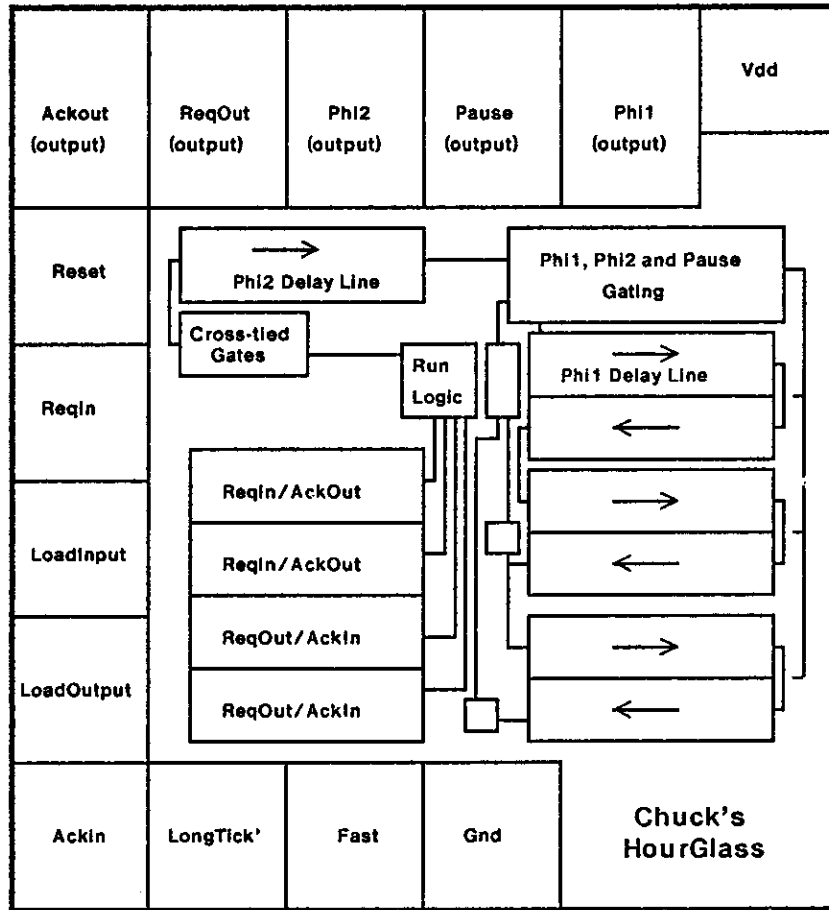 Vdd
Ackout
(output)
ReqOut
(output)
Phi2
(output)
Pause
(output)
Phi1
(output)
Reset
Phi2 Delay Line
Phi1, Phi2 and Pause
Gating
Cross-tied
Gates
Run
Logic
Phi1 Delay Line
ReqIn
ReqIn/AckOut
LoadInput
ReqIn/AckOut
ReqOut/AckIn
LoadOutput
ReqOut/AckIn
AckIn
LongTick'
Fast
Gnd
Chuck's
HourGlass